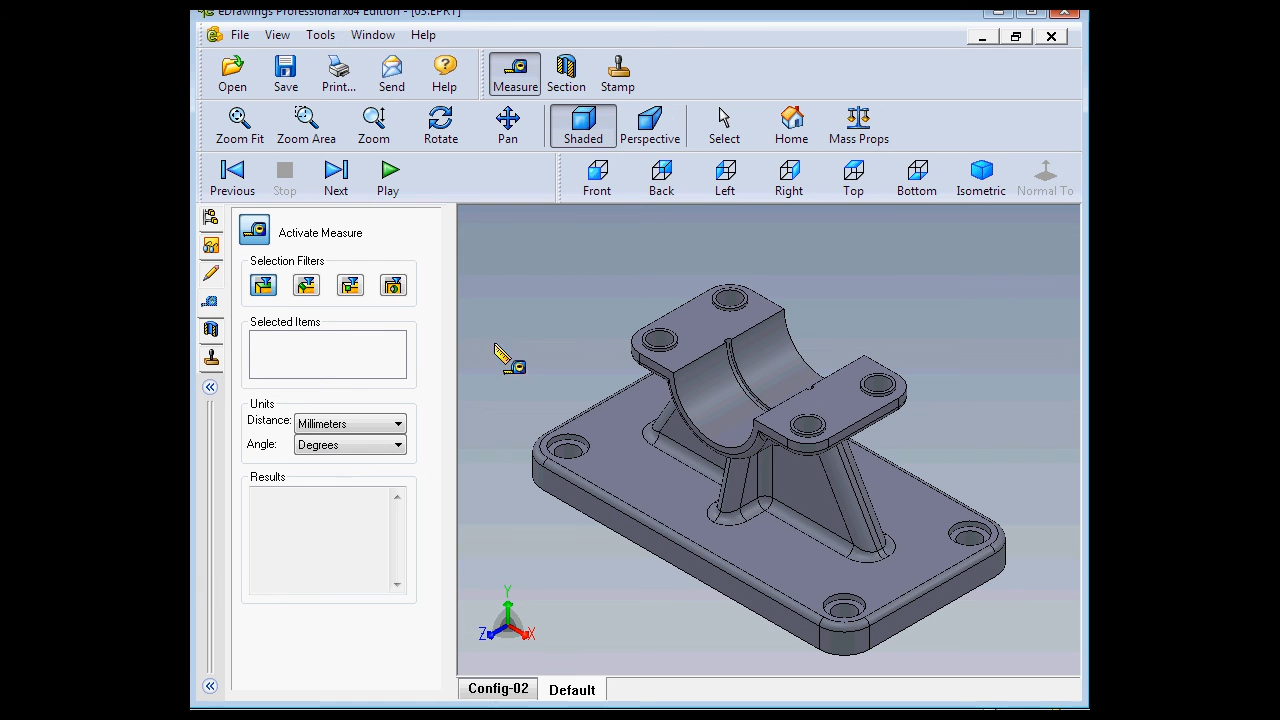 eDrawings Professional x64 Edition - [03.EPRT]
File View Tools Window Help
Open Save Print... Send Help Measure Section Stamp
Zoom Fit Zoom Area Zoom Rotate Pan Shaded Perspective Select Home Mass Props
Previous Stop Next Play Front Back Left Right Top Bottom Isometric Normal To
Activate Measure
Selection Filters
Selected Items
Units
Distance: Millimeters
Angle: Degrees
Results
Y
Z X
Config-02 Default